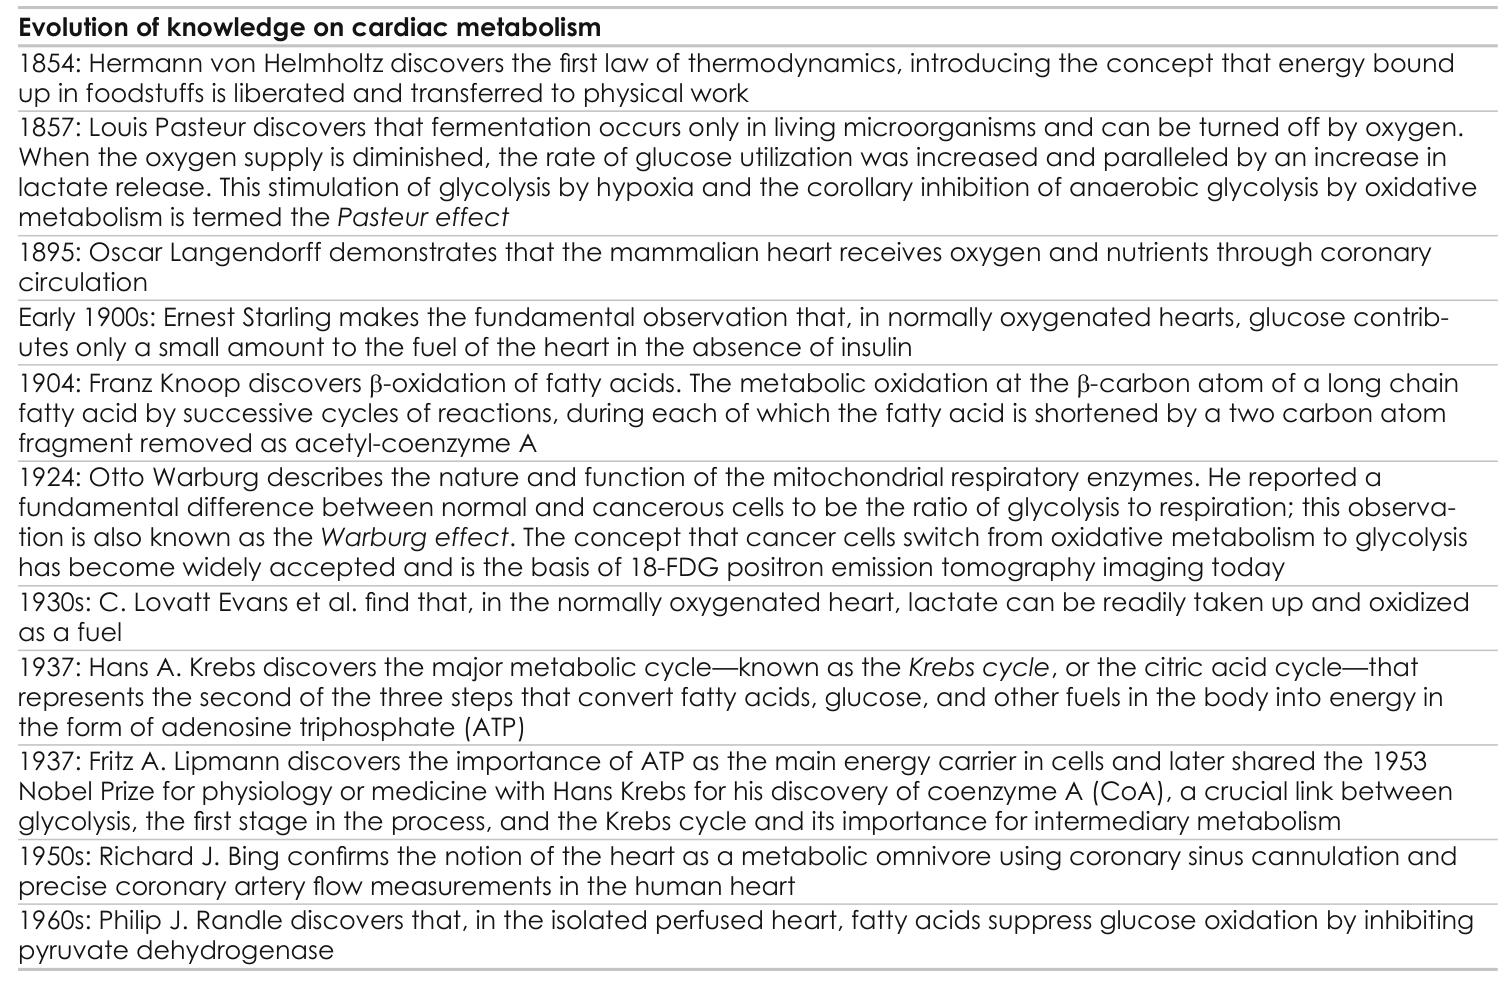 Evolution of knowledge on cardiac metabolism
1854: Hermann von Helmholtz discovers the first law of thermodynamics, introducing the concept that energy bound
up in foodstuffs is liberated and transferred to physical work
1857: Louis Pasteur discovers that fermentation occurs only in living microorganisms and can be turned off by oxygen.
When the oxygen supply is diminished, the rate of glucose utilization was increased and paralleled by an increase in
lactate release. This stimulation of glycolysis by hypoxia and the corollary inhibition of anaerobic glycolysis by oxidative
metabolism is termed the Pasteur effect
1895: Oscar Langendorff demonstrates that the mammalian heart receives oxygen and nutrients through coronary
circulation
Early 1900s: Ernest Starling makes the fundamental observation that, in normally oxygenated hearts, glucose contrib-
utes only a small amount to the fuel of the heart in the absence of insulin
1904: Franz Knoop discovers β-oxidation of fatty acids. The metabolic oxidation at the β-carbon atom of a long chain
fatty acid by successive cycles of reactions, during each of which the fatty acid is shortened by a two carbon atom
fragment removed as acetyl-coenzyme A
1924: Otto Warburg describes the nature and function of the mitochondrial respiratory enzymes. He reported a
fundamental difference between normal and cancerous cells to be the ratio of glycolysis to respiration; this observa-
tion is also known as the Warburg effect. The concept that cancer cells switch from oxidative metabolism to glycolysis
has become widely accepted and is the basis of 18-FDG positron emission tomography imaging today
1930s: C. Lovatt Evans et al. find that, in the normally oxygenated heart, lactate can be readily taken up and oxidized
as a fuel
1937: Hans A. Krebs discovers the major metabolic cycle—known as the Krebs cycle, or the citric acid cycle—that
represents the second of the three steps that convert fatty acids, glucose, and other fuels in the body into energy in
the form of adenosine triphosphate (ATP)
1937: Fritz A. Lipmann discovers the importance of ATP as the main energy carrier in cells and later shared the 1953
Nobel Prize for physiology or medicine with Hans Krebs for his discovery of coenzyme A (CoA), a crucial link between
glycolysis, the first stage in the process, and the Krebs cycle and its importance for intermediary metabolism
1950s: Richard J. Bing confirms the notion of the heart as a metabolic omnivore using coronary sinus cannulation and
precise coronary artery flow measurements in the human heart
1960s: Philip J. Randle discovers that, in the isolated perfused heart, fatty acids suppress glucose oxidation by inhibiting
pyruvate dehydrogenase